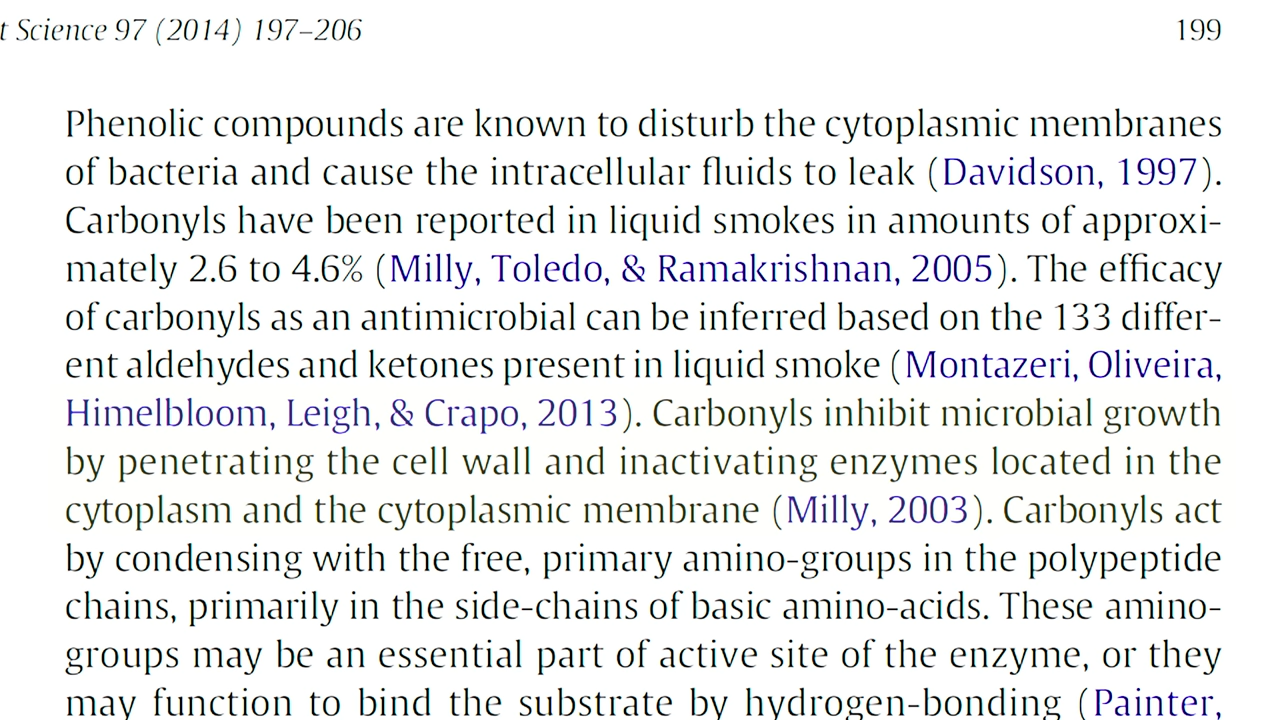 t Science 97 (2014) 197–206
199
Phenolic compounds are known to disturb the cytoplasmic membranes
of bacteria and cause the intracellular fluids to leak (Davidson, 1997).
Carbonyls have been reported in liquid smokes in amounts of approxi-
mately 2.6 to 4.6% (Milly, Toledo, & Ramakrishnan, 2005). The efficacy
of carbonyls as an antimicrobial can be inferred based on the 133 differ-
ent aldehydes and ketones present in liquid smoke (Montazeri, Oliveira,
Himelbloom, Leigh, & Crapo, 2013). Carbonyls inhibit microbial growth
by penetrating the cell wall and inactivating enzymes located in the
cytoplasm and the cytoplasmic membrane (Milly, 2003). Carbonyls act
by condensing with the free, primary amino-groups in the polypeptide
chains, primarily in the side-chains of basic amino-acids. These amino-
groups may be an essential part of active site of the enzyme, or they
may function to bind the substrate by hydrogen-bonding (Painter,